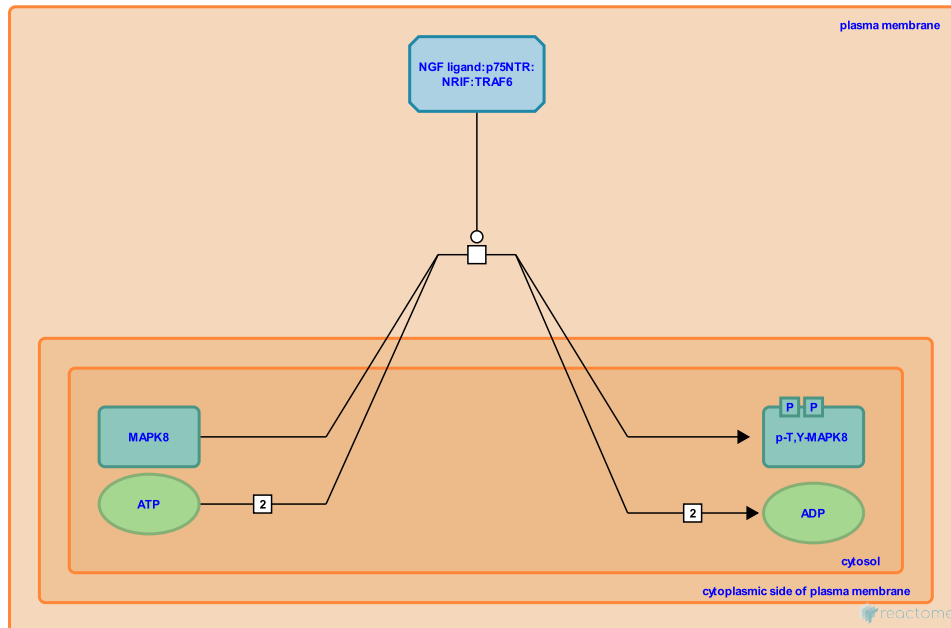 plasma membrane
NGF ligand:p75NTR:
NRIF:TRAF6
P P
MAPK8
p-T,Y-MAPK8
ATP
2
2
ADP
cytosol
cytoplasmic side of plasma membrane
reactome